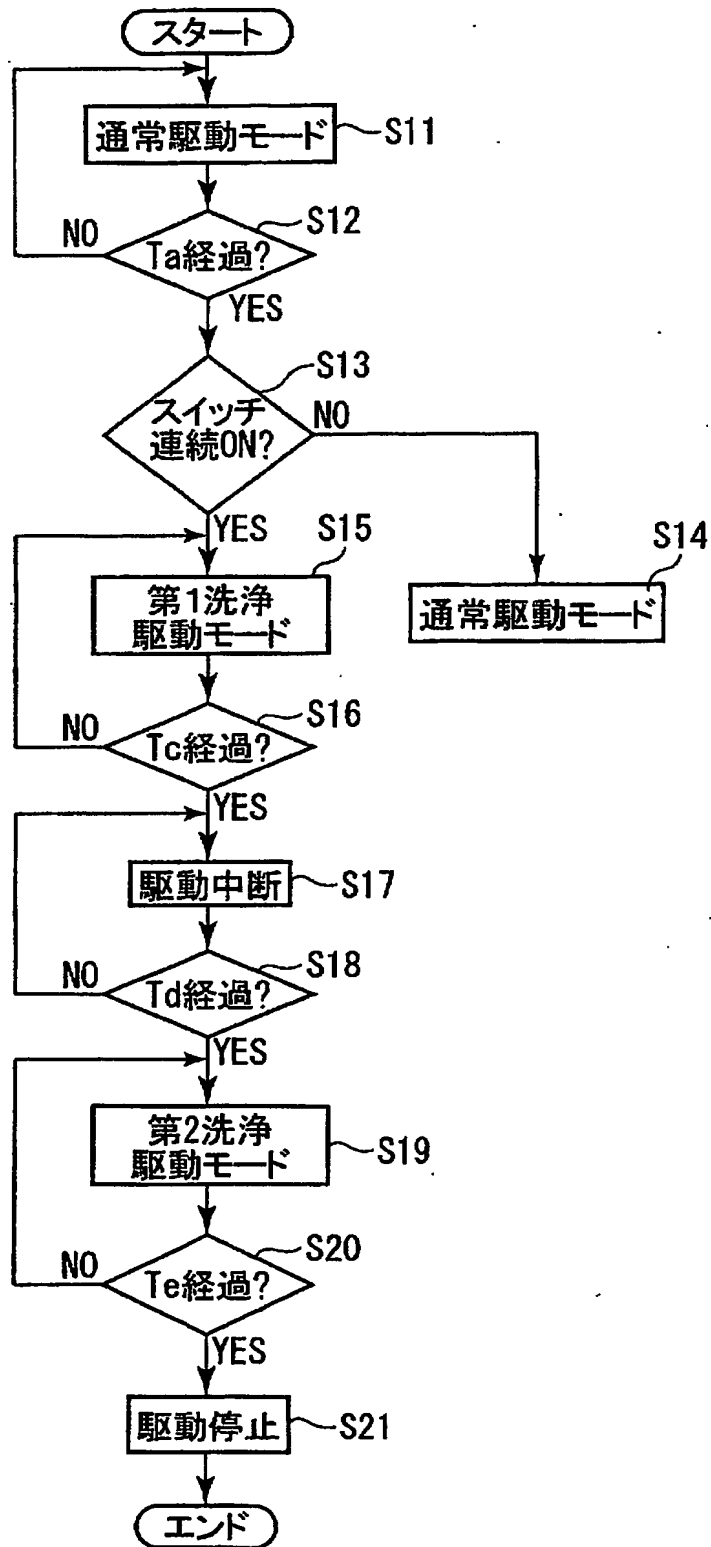 スタート
通常駆動モード
S11
S12
NO
Ta経過?
YES
S13
スイッチ
連続ON?
NO
YES
S15
S14
第1洗浄
駆動モード
通常駆動モード
S16
NO
Tc経過?
YES
駆動中断
S17
S18
NO
Td経過?
YES
第2洗浄
駆動モード
S19
S20
NO
Te経過?
YES
駆動停止
S21
エンド